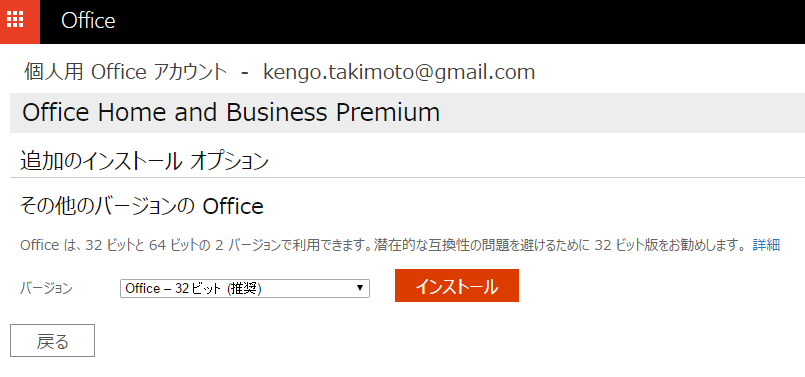 Office
個人用 Office アカウント - kengo.takimoto@gmail.com
Office Home and Business Premium
追加のインストール オプション
その他のバージョンの Office
Office は、32 ビットと 64 ビットの 2 バージョンで利用できます。潜在的な互換性の問題を避けるために 32 ビット版をお勧めします。 詳細
バージョン Office – 32 ビット (推奨) インストール
戻る